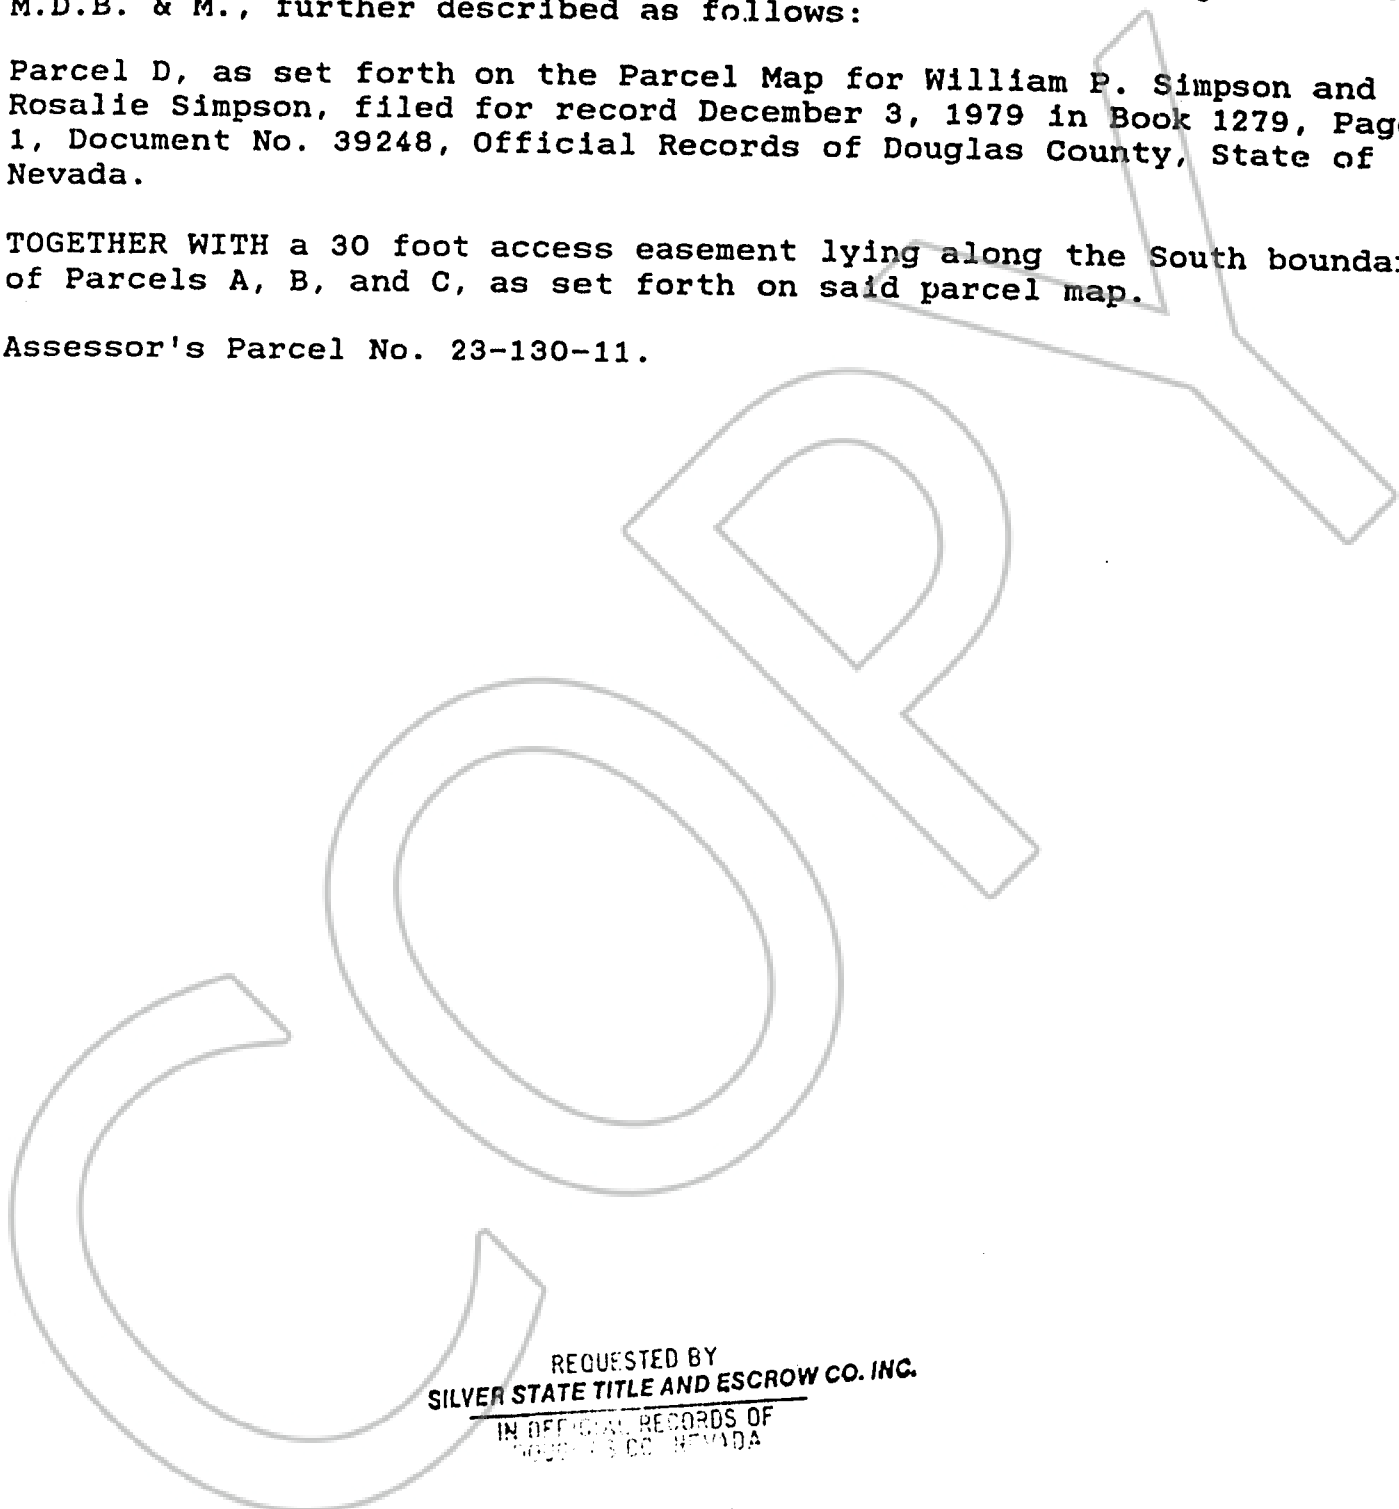 M.D.B. & M., further described as follows:
Parcel D, as set forth on the Parcel Map for William P. Simpson and
Rosalie Simpson, filed for record December 3, 1979 in Book 1279, Pag
1, Document No. 39248, Official Records of Douglas County, State of
Nevada.
TOGETHER WITH a 30 foot access easement lying along the South bounda
of Parcels A, B, and C, as set forth on said parcel map.
Assessor's Parcel No. 23-130-11.
COPY
REQUESTED BY
SILVER STATE TITLE AND ESCROW CO. INC.
IN OFFICIAL RECORDS OF
NEVADA